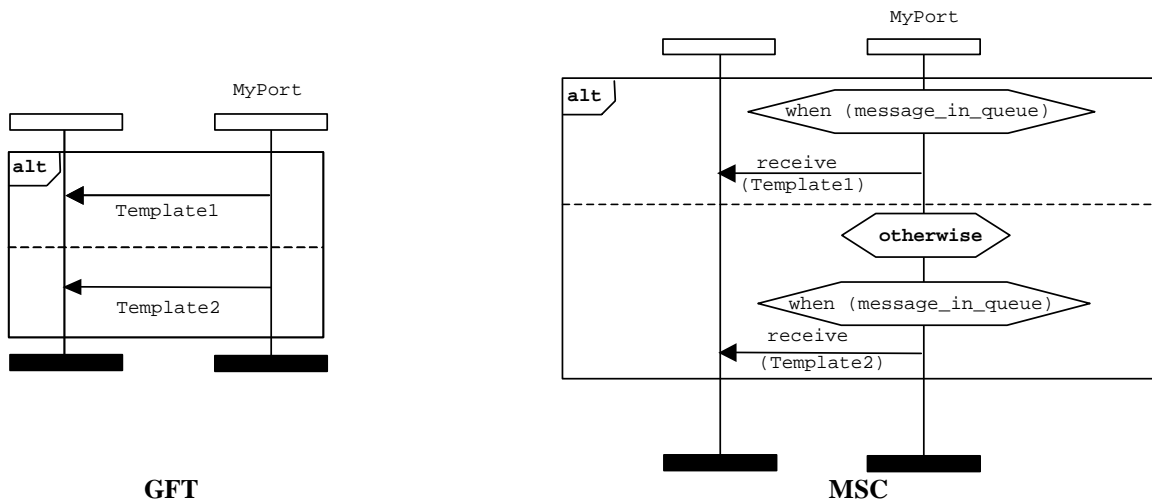 MyPort
alt
Template1
Template2
GFT
MyPort
alt
when (message_in_queue)
receive
(Template1)
otherwise
when (message_in_queue)
receive
(Template2)
MSC